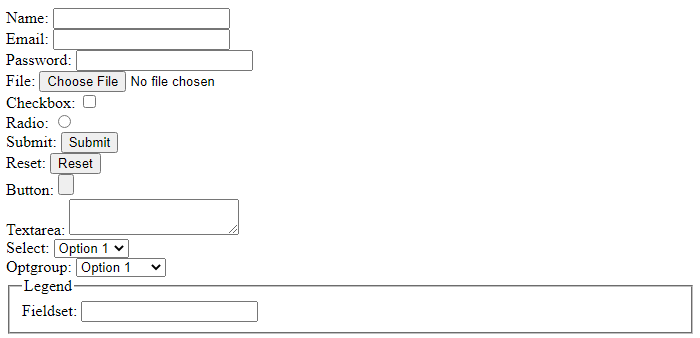 Name:
Email:
Password:
File: Choose File No file chosen
Checkbox:
Radio:
Submit: Submit
Reset: Reset
Button:
Textarea:
Select: Option 1
Optgroup: Option 1
Legend
Fieldset: